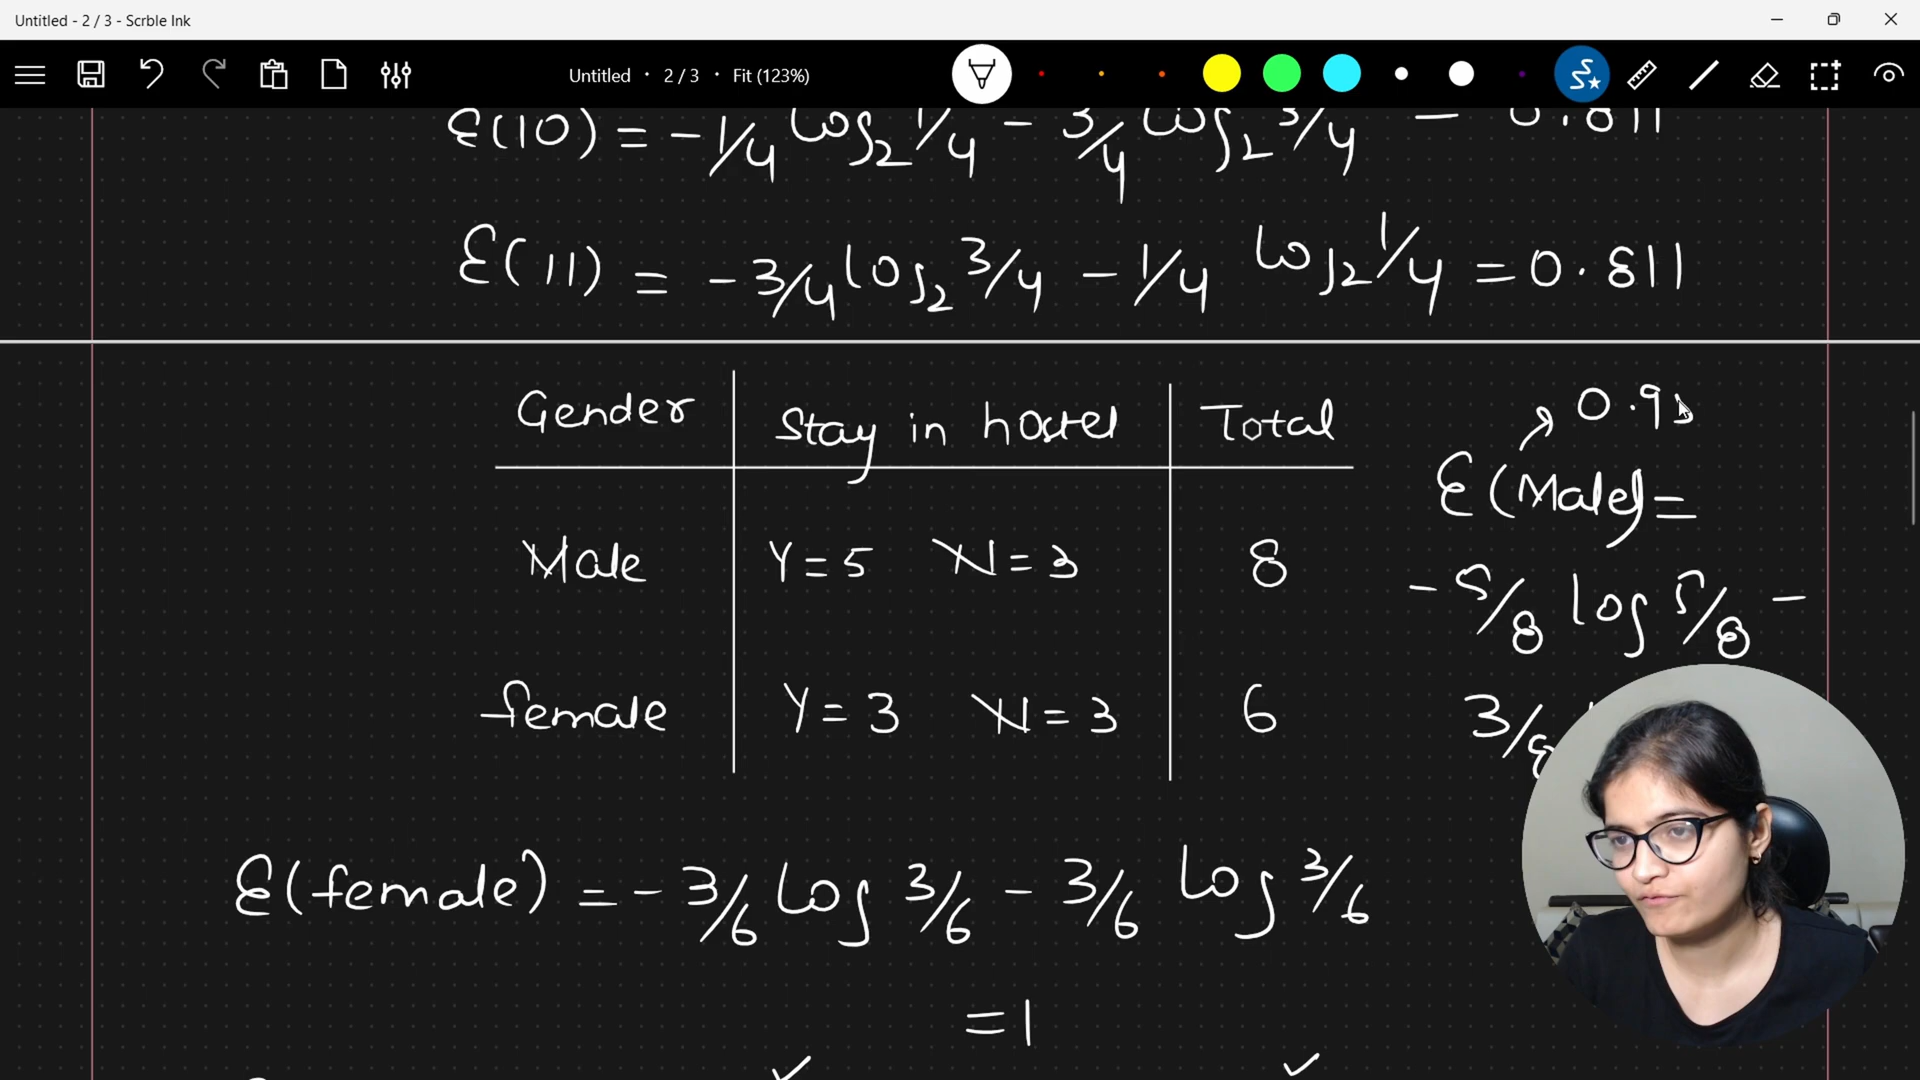 Untitled - 2 / 3 - Scrble Ink
Untitled • 2 / 3 • Fit (123%)
E(10) = -1/4 log2 1/4 - 3/4 log2 3/4 = 0.811
E(11) = -3/4 log2 3/4 - 1/4 log2 1/4 = 0.811
Gender Stay in hostel Total
Male Y=5 N=3 8
female Y=3 N=3 6
0.95
E(Male)=
-5/8 log 5/8 -
3/8
E(female) = -3/6 log 3/6 - 3/6 log 3/6
=1